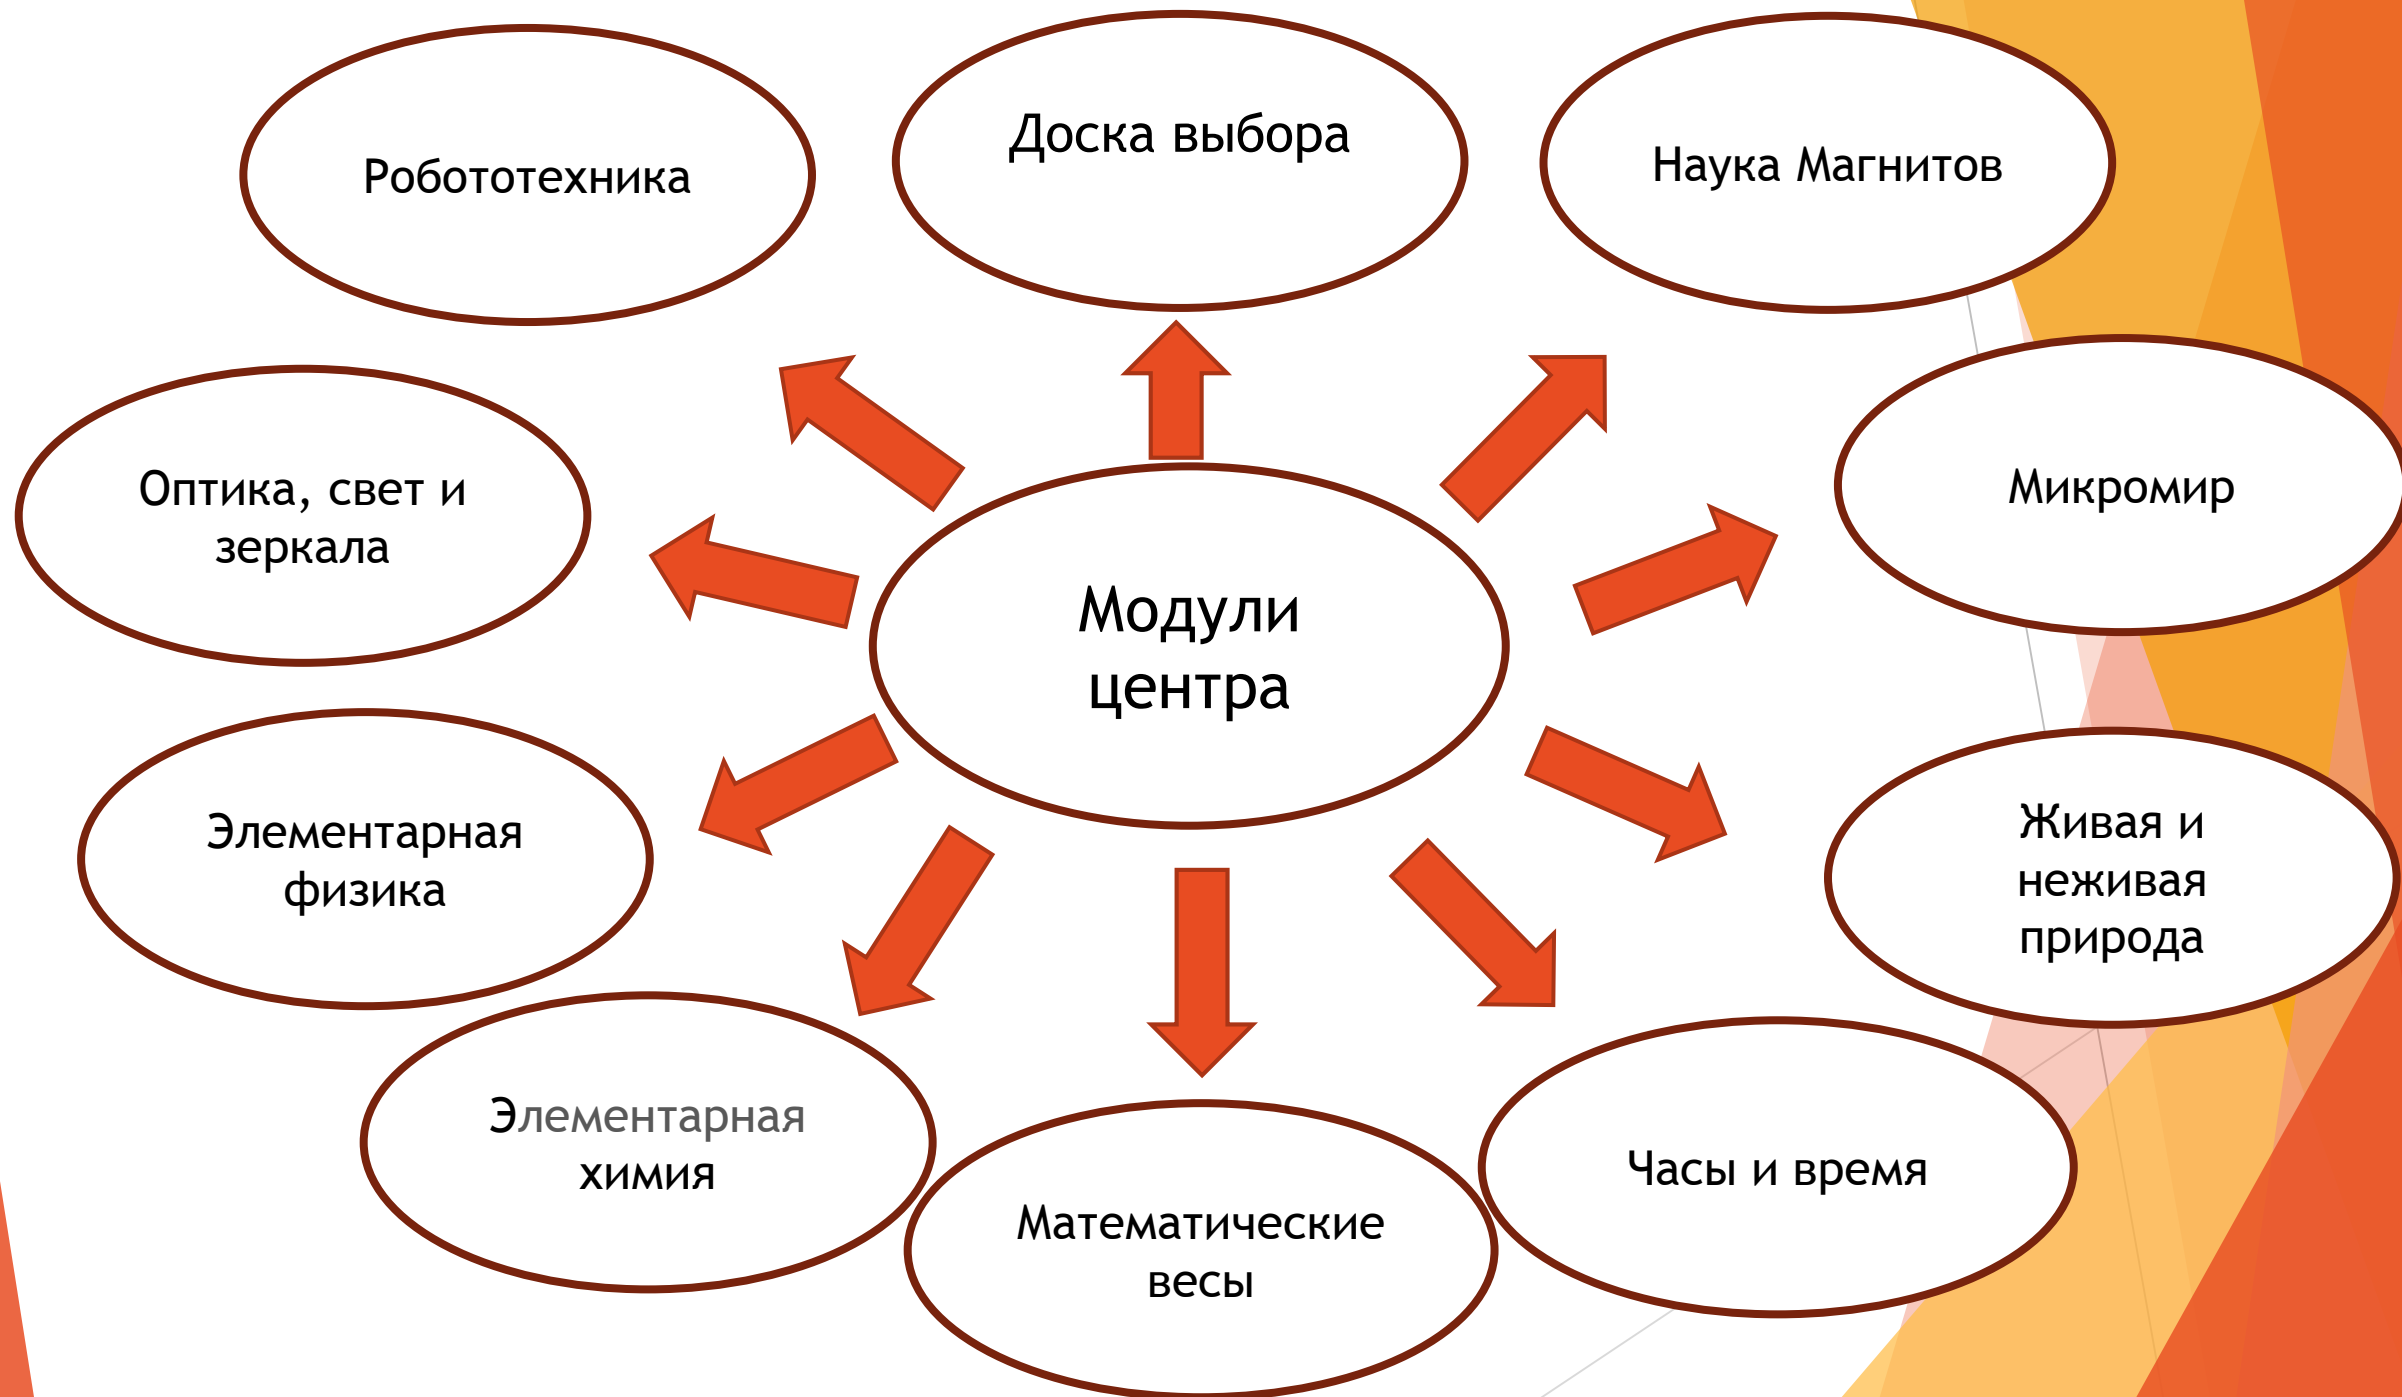 Робототехника
Доска выбора
Наука Магнитов
Оптика, свет и
зеркала
Микромир
Модули
центра
Элементарная
физика
Живая и
неживая
природа
Элементарная
химия
Математические
весы
Часы и время